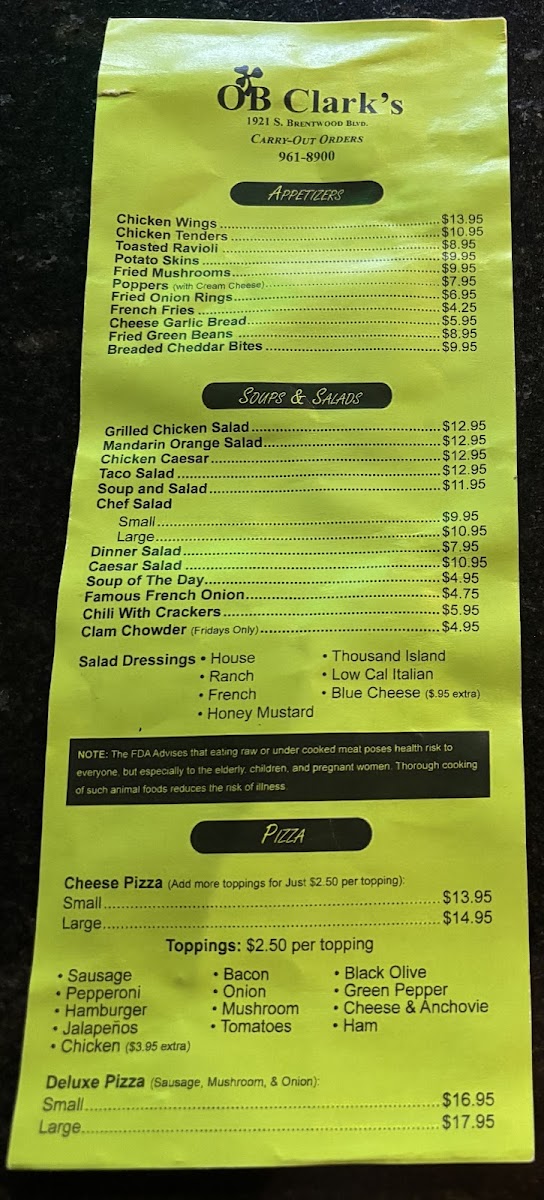 OB Clark's
1921 S. Brentwood Blvd.
Carry-Out Orders
961-8900
Appetizers
Chicken Wings $13.95
Chicken Tenders $10.95
Toasted Ravioli $8.95
Potato Skins $9.95
Fried Mushrooms $9.95
Poppers (with Cream Cheese) $7.95
Fried Onion Rings $6.95
French Fries $4.25
Cheese Garlic Bread $5.95
Fried Green Beans $8.95
Breaded Cheddar Bites $9.95
Soups & Salads
Grilled Chicken Salad $12.95
Mandarin Orange Salad $12.95
Chicken Caesar $12.95
Taco Salad $12.95
Soup and Salad $11.95
Chef Salad
Small $9.95
Large $10.95
Dinner Salad $7.95
Caesar Salad $10.95
Soup of The Day $4.95
Famous French Onion $4.75
Chili With Crackers $5.95
Clam Chowder (Fridays Only) $4.95
Salad Dressings • House • Thousand Island
• Ranch • Low Cal Italian
• French • Blue Cheese ($.95 extra)
• Honey Mustard
NOTE: The FDA Advises that eating raw or under cooked meat poses health risk to
everyone, but especially to the elderly, children, and pregnant women. Thorough cooking
of such animal foods reduces the risk of illness.
Pizza
Cheese Pizza (Add more toppings for Just $2.50 per topping):
Small $13.95
Large $14.95
Toppings: $2.50 per topping
• Sausage • Bacon • Black Olive
• Pepperoni • Onion • Green Pepper
• Hamburger • Mushroom • Cheese & Anchovie
• Jalapeños • Tomatoes • Ham
• Chicken ($3.95 extra)
Deluxe Pizza (Sausage, Mushroom, & Onion):
Small $16.95
Large $17.95